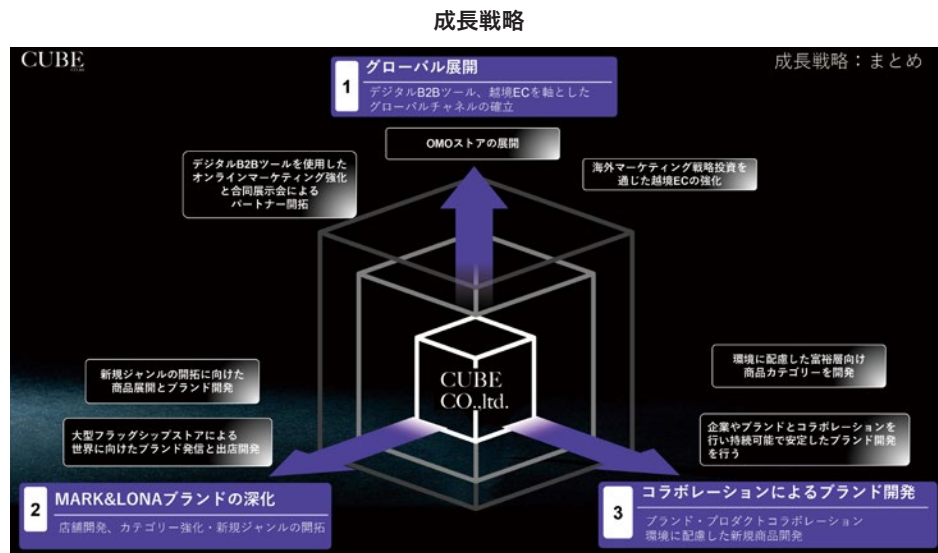 成長戦略
CUBE
成長戦略：まとめ
1
グローバル展開
デジタルB2Bツール、越境ECを軸とした
グローバルチャネルの確立
OMOストアの展開
デジタルB2Bツールを使用した
オンラインマーケティング強化
と合同展示会による
パートナー開拓
海外マーケティング戦略投資を
通じた越境ECの強化
新規ジャンルの開拓に向けた
商品展開とブランド開発
大型フラッグシップストアによる
世界に向けたブランド発信と出店開発
CUBE
CO.,ltd.
環境に配慮した富裕層向け
商品カテゴリーを開発
企業やブランドとコラボレーションを
行い持続可能で安定したブランド開発
を行う
2
MARK&LONAブランドの深化
店舗開発、カテゴリー強化・新規ジャンルの開拓
3
コラボレーションによるブランド開発
ブランド・プロダクトコラボレーション
環境に配慮した新規商品開発